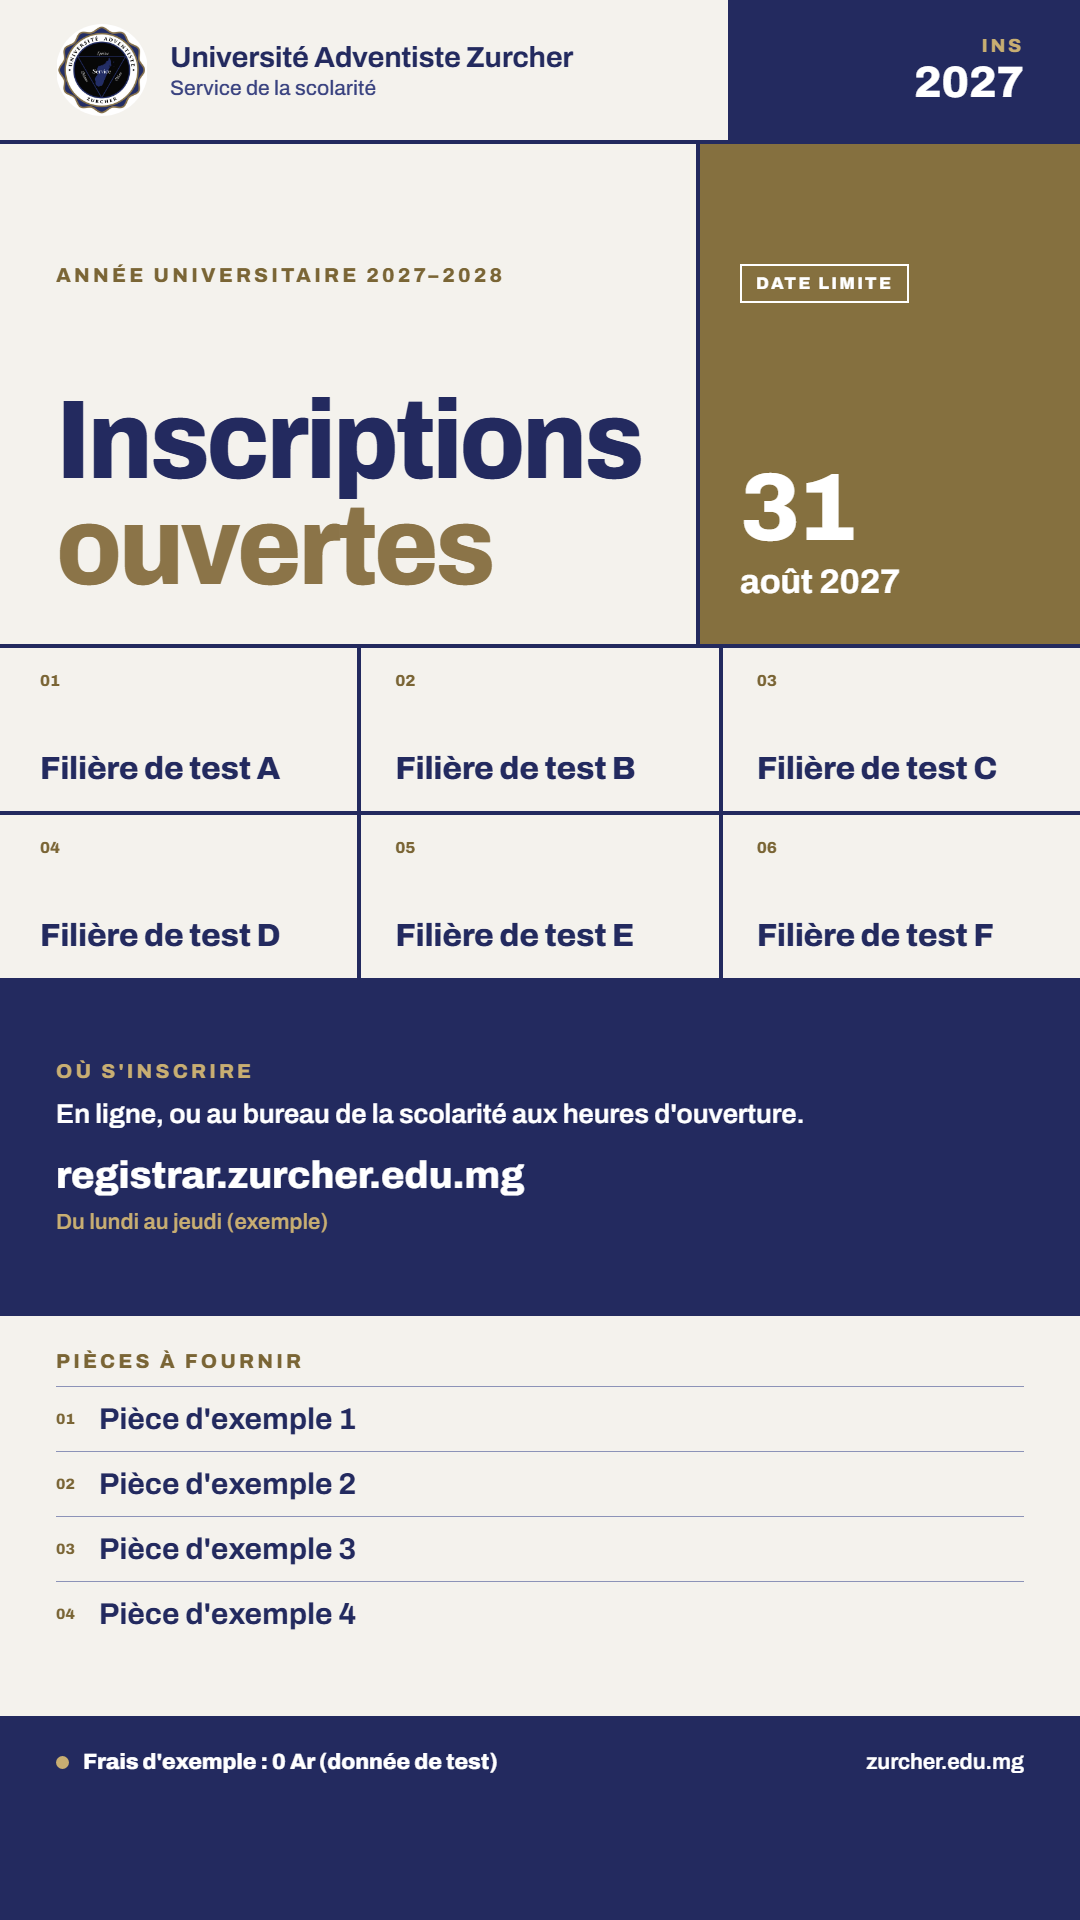 UNIVERSITÉ ADVENTISTE
Service
ZURCHER
Université Adventiste Zurcher
Service de la scolarité
INS
2027
ANNÉE UNIVERSITAIRE 2027–2028
DATE LIMITE
Inscriptions
ouvertes
31
août 2027
01
02
03
Filière de test A
Filière de test B
Filière de test C
04
05
06
Filière de test D
Filière de test E
Filière de test F
OÙ S'INSCRIRE
En ligne, ou au bureau de la scolarité aux heures d'ouverture.
registrar.zurcher.edu.mg
Du lundi au jeudi (exemple)
PIÈCES À FOURNIR
01 Pièce d'exemple 1
02 Pièce d'exemple 2
03 Pièce d'exemple 3
04 Pièce d'exemple 4
Frais d'exemple : 0 Ar (donnée de test)
zurcher.edu.mg